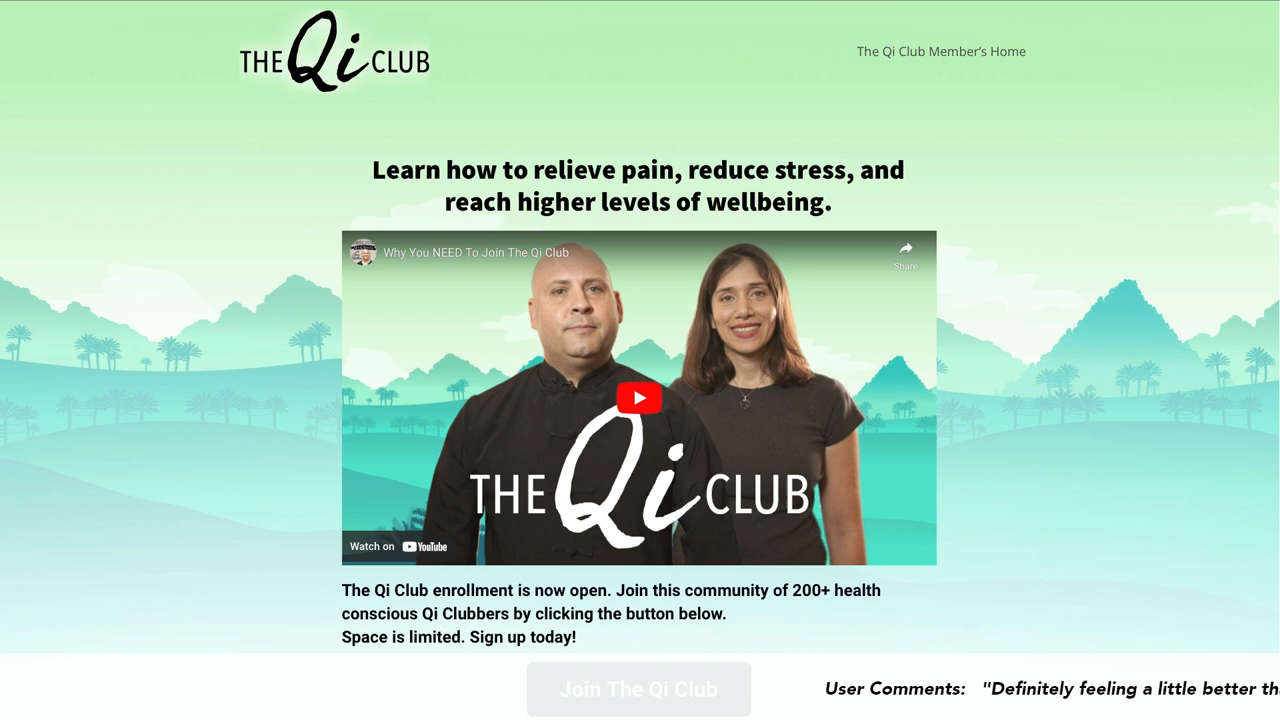 THE Qi CLUB
The Qi Club Member’s Home
Learn how to relieve pain, reduce stress, and
reach higher levels of wellbeing.
Why You NEED To Join The Qi Club
Share
THE Qi CLUB
Watch on YouTube
The Qi Club enrollment is now open. Join this community of 200+ health
conscious Qi Clubbers by clicking the button below.
Space is limited. Sign up today!
Join The Qi Club
User Comments: "Definitely feeling a little better